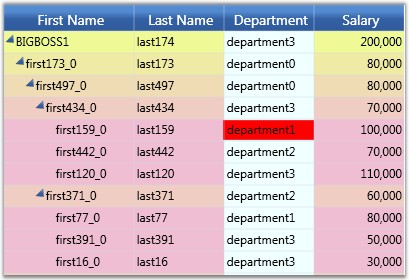 First Name Last Name Department Salary
BIGBOSS1 last174 department3 200,000
first173_0 last173 department0 80,000
first497_0 last497 department0 80,000
first434_0 last434 department3 70,000
first159_0 last159 department1 100,000
first442_0 last442 department2 70,000
first120_0 last120 department3 110,000
first371_0 last371 department2 60,000
first77_0 last77 department1 80,000
first391_0 last391 department3 50,000
first16_0 last16 department3 30,000